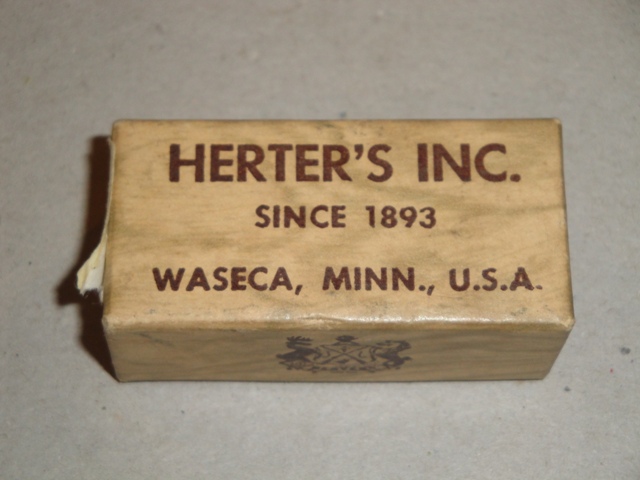 HERTER'S INC.
SINCE 1893
WASECA, MINN., U.S.A.